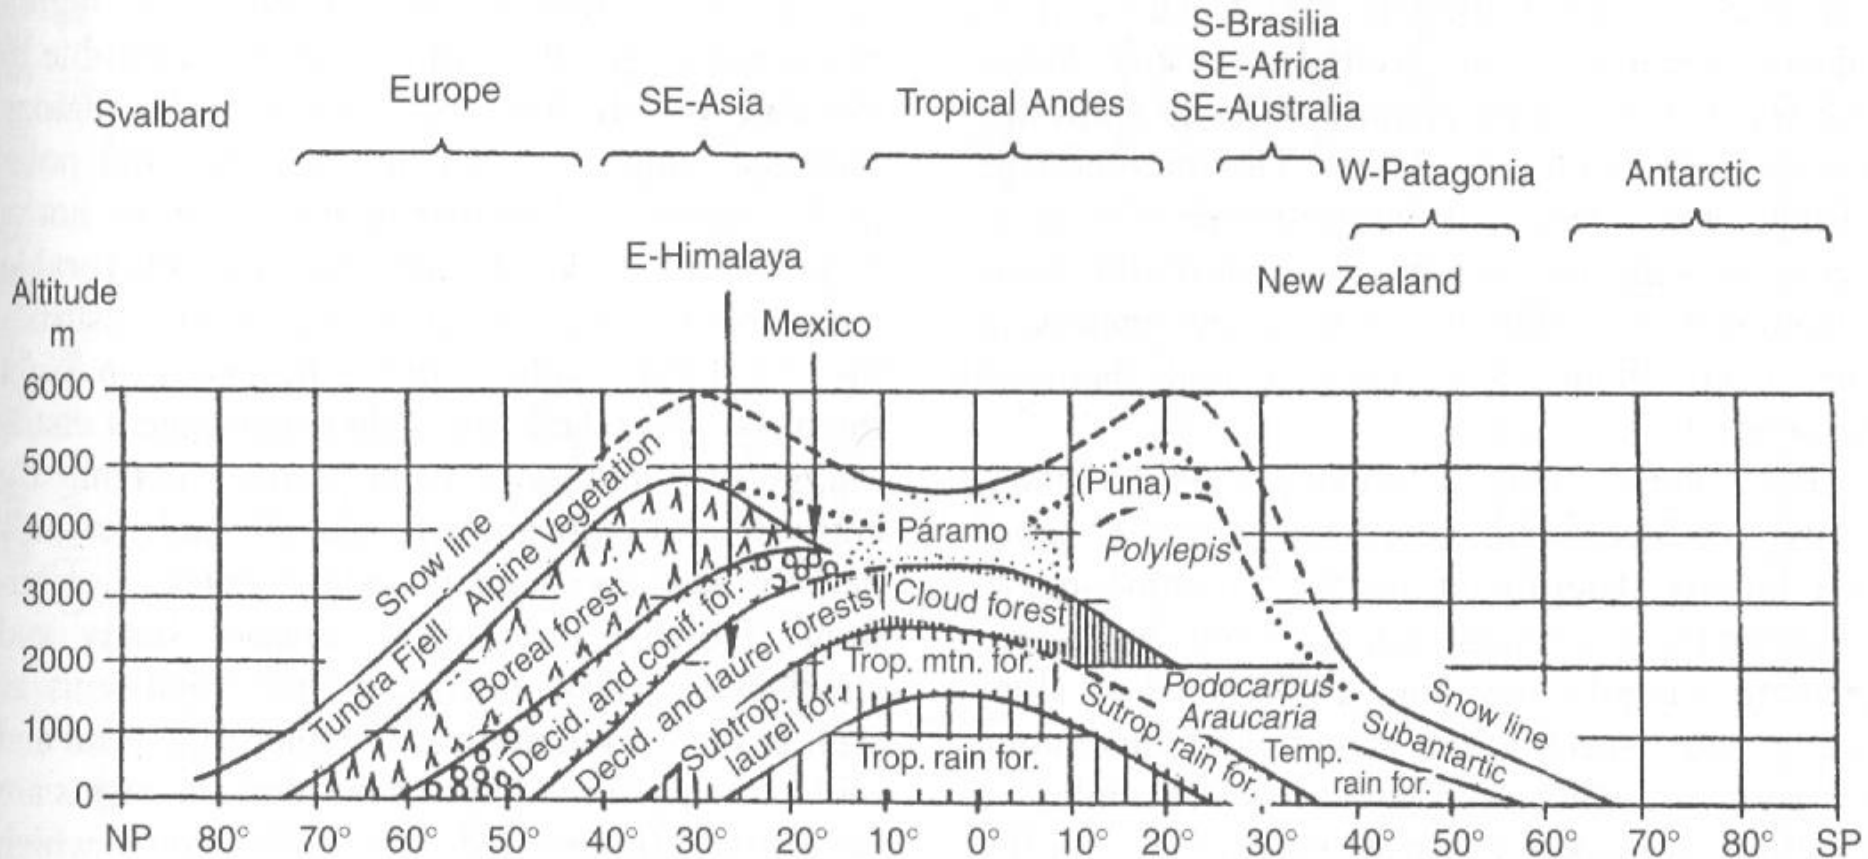 S-Brasilia
SE-Africa
SE-Australia
Europe
SE-Asia
Tropical Andes
Svalbard
W-Patagonia
Antarctic
E-Himalaya
New Zealand
Altitude
m
Mexico
6000
5000
4000
3000
2000
1000
0
Snow line
Tundra Fjell
Alpine Vegetation
Boreal forest
Decid. and conif. for.
Decid. and laurel forests
Subtrop.
laurel for.
Páramo
(Puna)
Polylepis
Cloud forest
Trop. mtn. for.
Trop. rain for.
Podocarpus
Araucaria
Sutrop. rain for.
Temp.
rain for.
Subantartic
Snow line
NP 80° 70° 60° 50° 40° 30° 20° 10° 0° 10° 20° 30° 40° 50° 60° 70° 80° SP